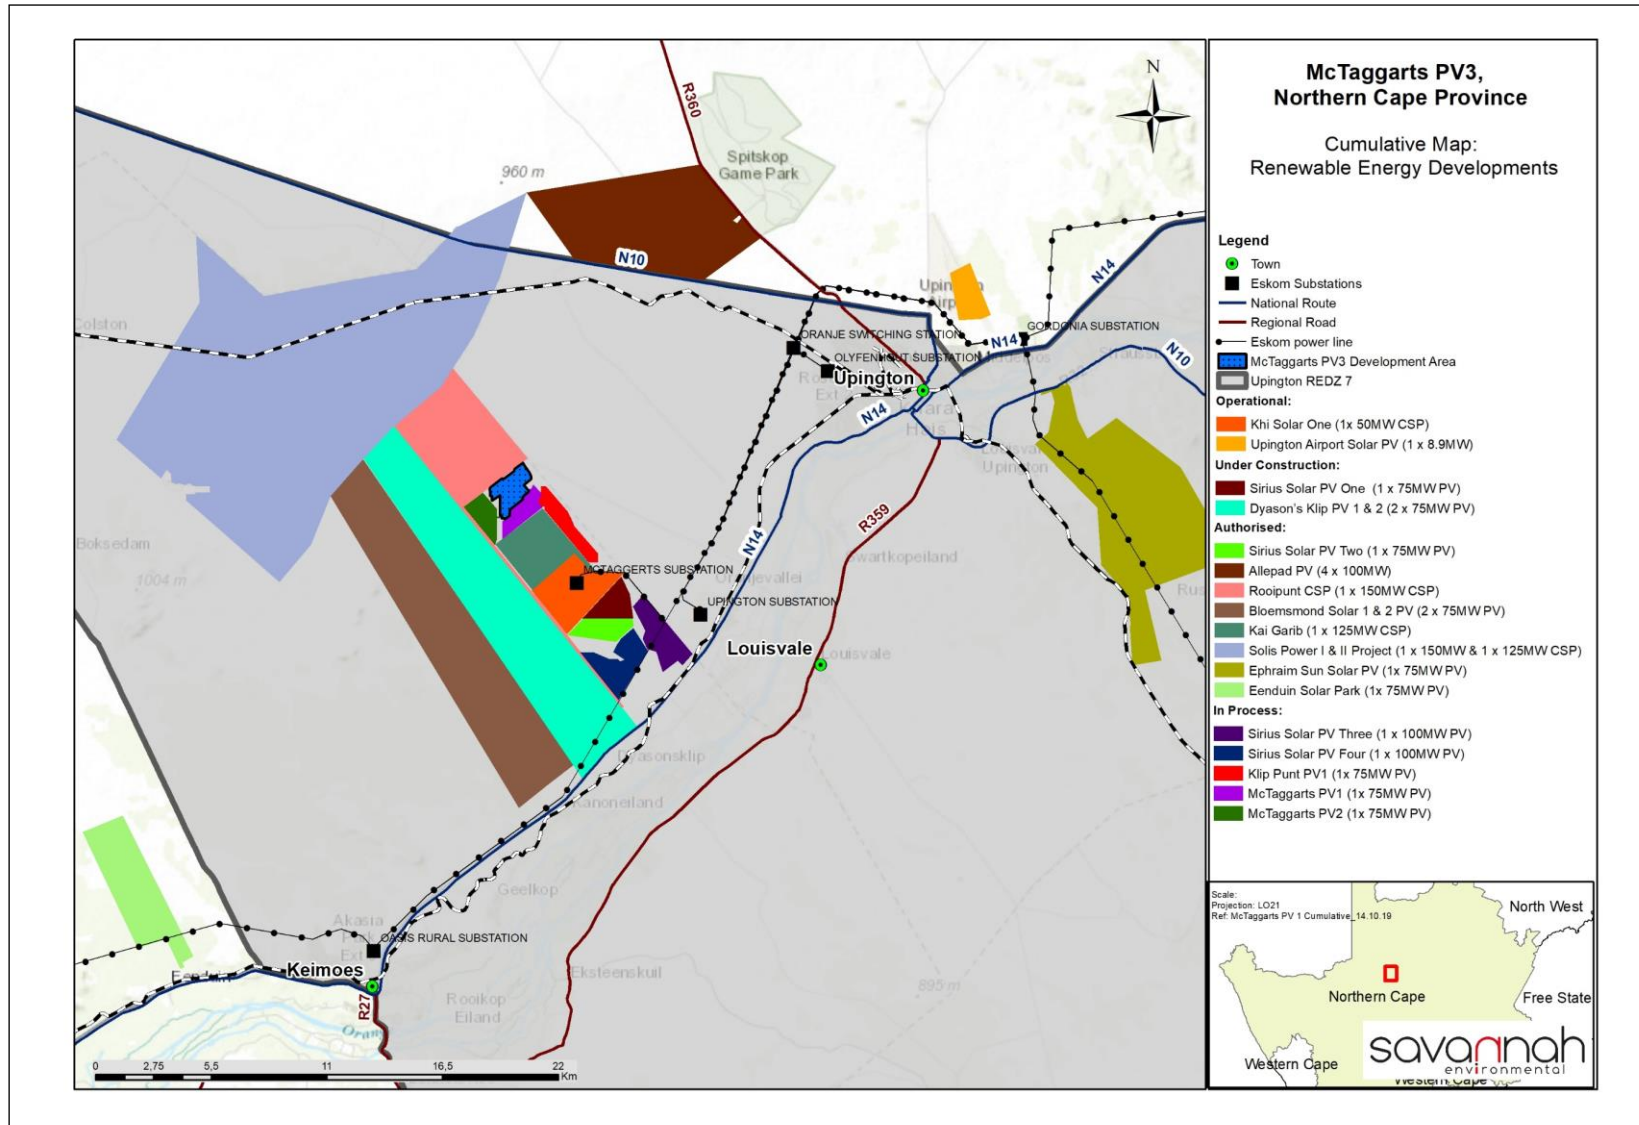 R360
N
Spitskop
Game Park
960 m
N10
N14
Colston
ORANJE SWITCHING STATION
GORDONIA SUBSTATION
N14
OLYFENHOUT SUBSTATION
N10
Upington
Ext
N14
Hais
Upington
R359
N14
Boksedam
1004 m
MCTAGGERTS SUBSTATION
UPINGTON SUBSTATION
Louisvale
Louisvale
Dyasonsklip
Kanoneiland
Geelkop
Akasia
Ext
OASIS RURAL SUBSTATION
Keimoes
R27
Rooikop
Eiland
Eksteenskuil
895 m
0 2,75 5,5 11 16,5 22
Km
McTaggarts PV3,
Northern Cape Province
Cumulative Map:
Renewable Energy Developments
Legend
Town
Eskom Substations
National Route
Regional Road
Eskom power line
McTaggarts PV3 Development Area
Upington REDZ 7
Operational:
Khi Solar One (1x 50MW CSP)
Upington Airport Solar PV (1 x 8.9MW)
Under Construction:
Sirius Solar PV One (1 x 75MW PV)
Dyason's Klip PV 1 & 2 (2 x 75MW PV)
Authorised:
Sirius Solar PV Two (1 x 75MW PV)
Allepad PV (4 x 100MW)
Rooipunt CSP (1 x 150MW CSP)
Bloemsmond Solar 1 & 2 PV (2 x 75MW PV)
Kai Garib (1 x 125MW CSP)
Solis Power I & II Project (1 x 150MW & 1 x 125MW CSP)
Ephraim Sun Solar PV (1x 75MW PV)
Eenduin Solar Park (1x 75MW PV)
In Process:
Sirius Solar PV Three (1 x 100MW PV)
Sirius Solar PV Four (1 x 100MW PV)
Klip Punt PV1 (1x 75MW PV)
McTaggarts PV1 (1x 75MW PV)
McTaggarts PV2 (1x 75MW PV)
Scale:
Projection: LO21
Ref: McTaggarts PV 1 Cumulative_14.10.19
North West
Northern Cape
Free State
Western Cape
Western Cape
savannah
environmental